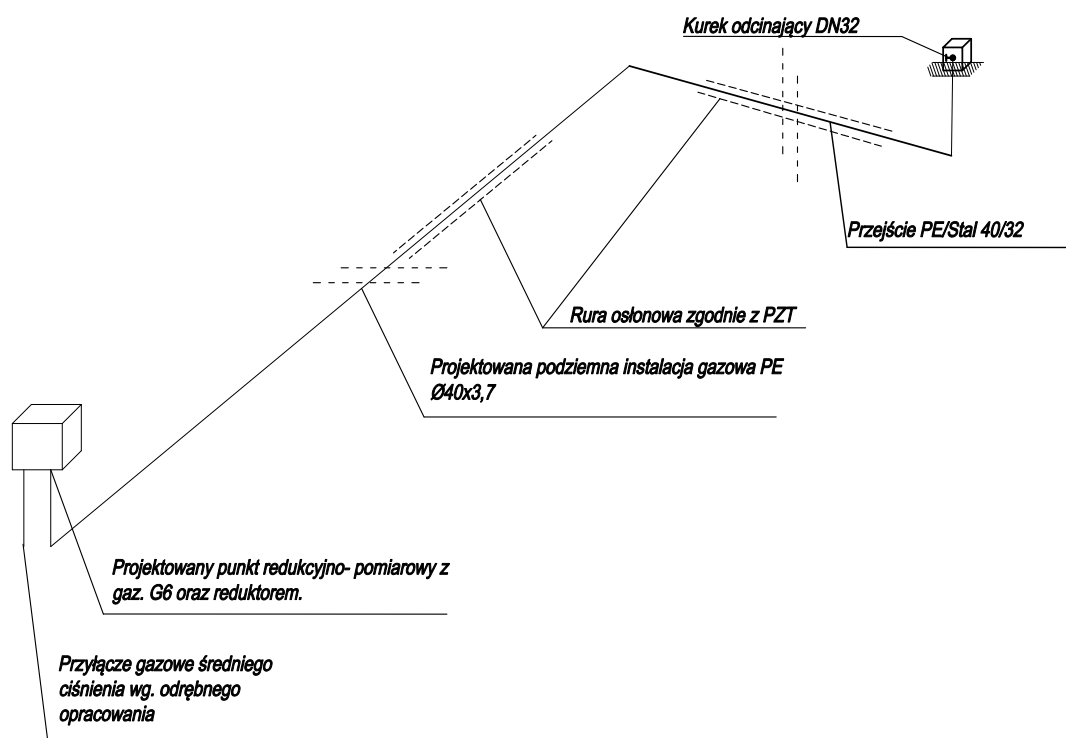 Kurek odcinający DN32
Przejście PE/Stal 40/32
Rura osłonowa zgodnie z PZT
Projektowana podziemna instalacja gazowa PE
Ø40x3,7
Projektowany punkt redukcyjno- pomiarowy z
gaz. G6 oraz reduktorem.
Przyłącze gazowe średniego
ciśnienia wg. odrębnego
opracowania